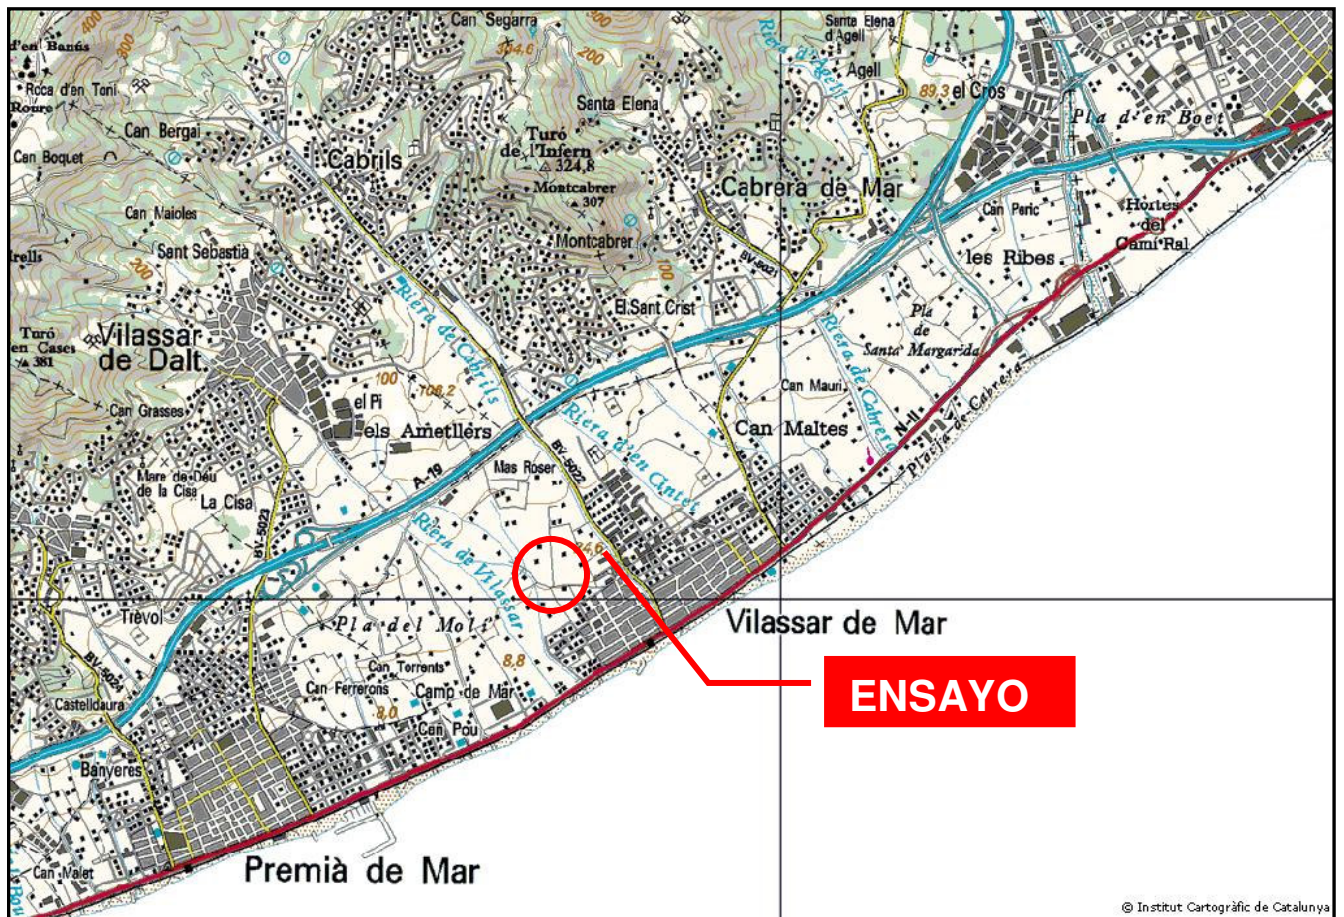 Can Segarra
304,6
200
400
300
d'en Banús
Roca d'en Toni
Roure
Can Bergai
Can Boquet
Cabrils
Santa Elena
Turó
de l'Infern
324,8
Montcabrer
307
Montcabrer
100
Riera d'Agell
Santa Elena
d'Agell
Agell
89,3
el Cros
Pla d'en Boet
Cabrera de Mar
Can Peric
Hortes
del
Camí Ral
les Ribes
BV-5021
Can Maioles
Sant Sebastia
200
Turó
en Cases
381
Vilassar
de Dalt.
Riera de Cabrils
El Sant Crist
Pla
de
Santa Margarida
Riera de Cabrera
Can Mauri
Can Maltes
N-II
Platja de Cabrera
100
106,2
el Pi
els Ametllers
Can Grasses
Mare de Déu
de la Cisa
La Cisa
BV-5023
A-19
Mas Roser
BV-5022
Riera d'en Cintet
Riera de Vilassar
24,6
Trevol
Pla del Molí
BV-5024
Castelldaura
Can Torrents
Can Ferrerons
8,8
8,0
Camp de Mar
Can Pou
Banyeres
Can Malet
Vilassar de Mar
ENSAYO
Premià de Mar
© Institut Cartogràfic de Catalunya